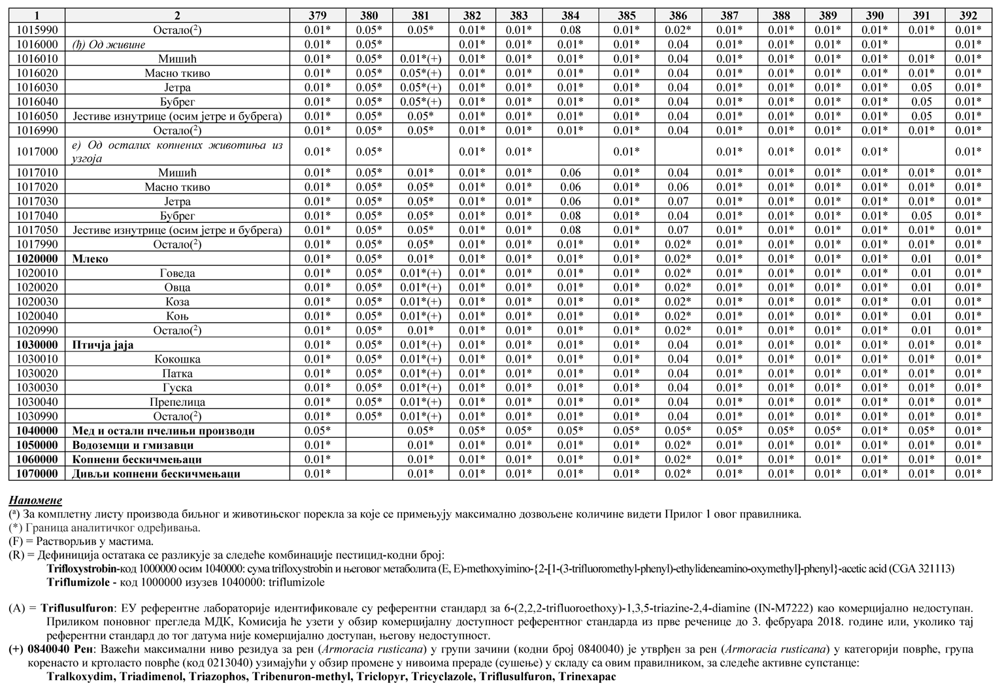 1 2 379 380 381 382 383 384 385 386 387 388 389 390 391 392
1015990 Остало(²) 0.01* 0.05* 0.05* 0.01* 0.01* 0.08 0.01* 0.02* 0.01* 0.01* 0.01* 0.01* 0.01* 0.01*
1016000 (ђ) Од живине 0.01* 0.05* 0.01* 0.01* 0.01* 0.01* 0.04 0.01* 0.01* 0.01* 0.01* 0.01*
1016010 Мишић 0.01* 0.05* 0.01*(+) 0.01* 0.01* 0.01* 0.01* 0.04 0.01* 0.01* 0.01* 0.01* 0.01* 0.01*
1016020 Масно ткиво 0.01* 0.05* 0.05*(+) 0.01* 0.01* 0.01* 0.01* 0.04 0.01* 0.01* 0.01* 0.01* 0.01* 0.01*
1016030 Јетра 0.01* 0.05* 0.05*(+) 0.01* 0.01* 0.01* 0.01* 0.04 0.01* 0.01* 0.01* 0.01* 0.05 0.01*
1016040 Бубрег 0.01* 0.05* 0.05*(+) 0.01* 0.01* 0.01* 0.01* 0.04 0.01* 0.01* 0.01* 0.01* 0.05 0.01*
1016050 Јестиве изнутрице (осим јетре и бубрега) 0.01* 0.05* 0.05* 0.01* 0.01* 0.01* 0.01* 0.04 0.01* 0.01* 0.01* 0.01* 0.05 0.01*
1016990 Остало(²) 0.01* 0.05* 0.05* 0.01* 0.01* 0.01* 0.01* 0.04 0.01* 0.01* 0.01* 0.01* 0.01* 0.01*
1017000 е) Од осталих копнених животиња из узгоја 0.01* 0.05* 0.01* 0.01* 0.01* 0.01* 0.01* 0.01* 0.01* 0.01*
1017010 Мишић 0.01* 0.05* 0.01* 0.01* 0.01* 0.06 0.01* 0.04 0.01* 0.01* 0.01* 0.01* 0.01* 0.01*
1017020 Масно ткиво 0.01* 0.05* 0.05* 0.01* 0.01* 0.06 0.01* 0.06 0.01* 0.01* 0.01* 0.01* 0.01* 0.01*
1017030 Јетра 0.01* 0.05* 0.05* 0.01* 0.01* 0.06 0.01* 0.07 0.01* 0.01* 0.01* 0.01* 0.01* 0.01*
1017040 Бубрег 0.01* 0.05* 0.05* 0.01* 0.01* 0.08 0.01* 0.04 0.01* 0.01* 0.01* 0.01* 0.05 0.01*
1017050 Јестиве изнутрице (осим јетре и бубрега) 0.01* 0.05* 0.05* 0.01* 0.01* 0.08 0.01* 0.07 0.01* 0.01* 0.01* 0.01* 0.01* 0.01*
1017990 Остало(²) 0.01* 0.05* 0.05* 0.01* 0.01* 0.01* 0.01* 0.02* 0.01* 0.01* 0.01* 0.01* 0.01* 0.01*
1020000 Млеко 0.01* 0.05* 0.01* 0.01* 0.01* 0.01* 0.01* 0.02* 0.01* 0.01* 0.01* 0.01* 0.01 0.01*
1020010 Говеда 0.01* 0.05* 0.01*(+) 0.01* 0.01* 0.01* 0.01* 0.02* 0.01* 0.01* 0.01* 0.01* 0.01 0.01*
1020020 Овца 0.01* 0.05* 0.01*(+) 0.01* 0.01* 0.01* 0.01* 0.02* 0.01* 0.01* 0.01* 0.01* 0.01 0.01*
1020030 Коза 0.01* 0.05* 0.01*(+) 0.01* 0.01* 0.01* 0.01* 0.02* 0.01* 0.01* 0.01* 0.01* 0.01 0.01*
1020040 Коњ 0.01* 0.05* 0.01*(+) 0.01* 0.01* 0.01* 0.01* 0.02* 0.01* 0.01* 0.01* 0.01* 0.01 0.01*
1020990 Остало(²) 0.01* 0.05* 0.01* 0.01* 0.01* 0.01* 0.01* 0.02* 0.01* 0.01* 0.01* 0.01* 0.01 0.01*
1030000 Птичја јаја 0.01* 0.05* 0.01*(+) 0.01* 0.01* 0.01* 0.01* 0.04 0.01* 0.01* 0.01* 0.01* 0.01* 0.01*
1030010 Кокошка 0.01* 0.05* 0.01*(+) 0.01* 0.01* 0.01* 0.01* 0.04 0.01* 0.01* 0.01* 0.01* 0.01* 0.01*
1030020 Патка 0.01* 0.05* 0.01*(+) 0.01* 0.01* 0.01* 0.01* 0.04 0.01* 0.01* 0.01* 0.01* 0.01* 0.01*
1030030 Гуска 0.01* 0.05* 0.01*(+) 0.01* 0.01* 0.01* 0.01* 0.04 0.01* 0.01* 0.01* 0.01* 0.01* 0.01*
1030040 Препелица 0.01* 0.05* 0.01*(+) 0.01* 0.01* 0.01* 0.01* 0.04 0.01* 0.01* 0.01* 0.01* 0.01* 0.01*
1030990 Остало(²) 0.01* 0.05* 0.01*(+) 0.01* 0.01* 0.01* 0.01* 0.04 0.01* 0.01* 0.01* 0.01* 0.01* 0.01*
1040000 Мед и остали пчелињи производи 0.05* 0.05* 0.05* 0.05* 0.05* 0.05* 0.05* 0.05* 0.05* 0.05* 0.01* 0.05* 0.01*
1050000 Водоземци и гмизавци 0.01* 0.01* 0.01* 0.01* 0.01* 0.01* 0.02* 0.01* 0.01* 0.01* 0.01* 0.01* 0.01*
1060000 Копнени бескичмењаци 0.01* 0.01* 0.01* 0.01* 0.01* 0.01* 0.02* 0.01* 0.01* 0.01* 0.01* 0.01* 0.01*
1070000 Дивљи копнени бескичмењаци 0.01* 0.01* 0.01* 0.01* 0.01* 0.01* 0.02* 0.01* 0.01* 0.01* 0.01* 0.01* 0.01*
Напомене
(ª) За комплетну листу производа биљног и животињског порекла за које се примењују максимално дозвољене количине видети Прилог 1 овог правилника.
(*) Граница аналитичког одређивања.
(F) = Растворљив у мастима.
(R) = Дефиниција остатака се разликује за следеће комбинације пестицид-кодни број:
Trifloxystrobin-код 1000000 осим 1040000: сума trifloxystrobin и његовог метаболита (E, E)-methoxyimino-{2-[1-(3-trifluoromethyl-phenyl)-ethylideneamino-oxymethyl]-phenyl}-acetic acid (CGA 321113)
Triflumizole - код 1000000 изузев 1040000: triflumizole
(A) = Triflusulfuron: ЕУ референтне лабораторије идентификовале су референтни стандард за 6-(2,2,2-trifluoroethoxy)-1,3,5-triazine-2,4-diamine (IN-M7222) као комерцијално недоступан.
Приликом поновног прегледа МДК, Комисија ће узети у обзир комерцијалну доступност референтног стандарда из прве реченице до 3. фебруара 2018. године или, уколико тај
референтни стандард до тог датума није комерцијално доступан, његову недоступност.
(+) 0840040 Рен: Важећи максимални ниво резидуа за рен (Armoracia rusticana) у групи зачини (кодни број 0840040) је утврђен за рен (Armoracia rusticana) у категорији поврће, група
коренасто и кртоласто поврће (код 0213040) узимајући у обзир промене у нивоима прераде (сушење) у складу са овим правилником, за следеће активне супстанце:
Tralkoxydim, Triadimenol, Triazophos, Tribenuron-methyl, Triclopyr, Tricyclazole, Triflusulfuron, Trinexapac